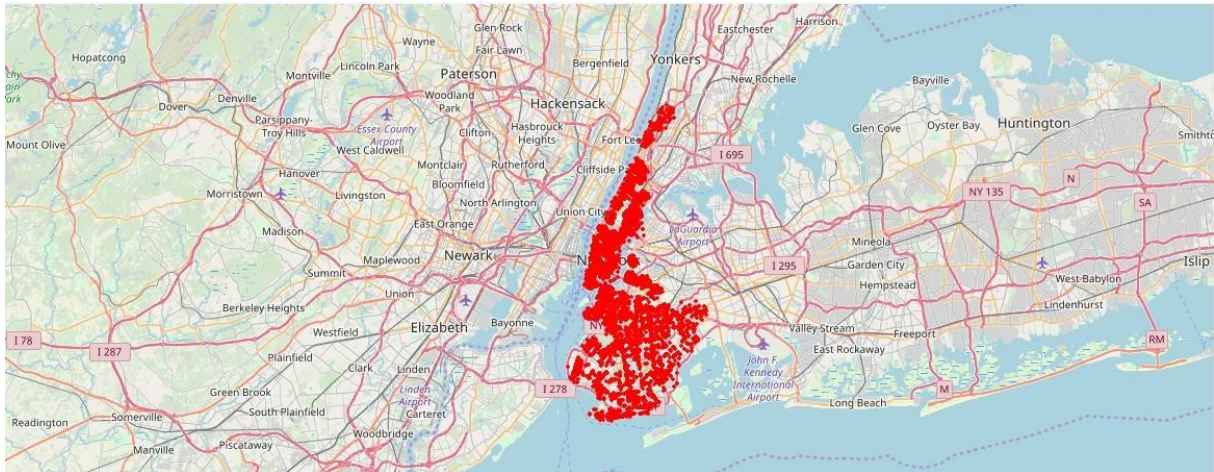 Hopatcong
Wayne
Glen Rock
Fair Lawn
Bergenfield
Yonkers
Eastchester
Harrison
Montville
Lincoln Park
Paterson
New Rochelle
Bayville
Denville
Dover
Woodland
Park
Hackensack
Parsippany-
Troy Hills
Essex County
Airport
Clifton
Hasbrouck
Heights
Fort Lee
Glen Cove
Oyster Bay
Huntington
Mount Olive
West Caldwell
I 695
Hanover
Montclair
Rutherford
Cliffside
Morristown
Livingston
Bloomfield
North Arlington
N
NY 135
SA
Union City
East Orange
LaGuardia
Airport
Madison
Mineola
Maplewood
Newark
I 295
Garden City
Islip
Summit
Hempstead
West Babylon
Union
Lindenhurst
Berkeley Heights
Elizabeth
Bayonne
NY
Valley Stream
Freeport
I 78
I 287
Westfield
East Rockaway
RM
Plainfield
Clark
Linden
John F.
Kennedy
International
Airport
Green Brook
Linden
Airport
I 278
M
Long Beach
South Plainfield
Carteret
Readington
Somerville
Woodbridge
Manville
Piscataway